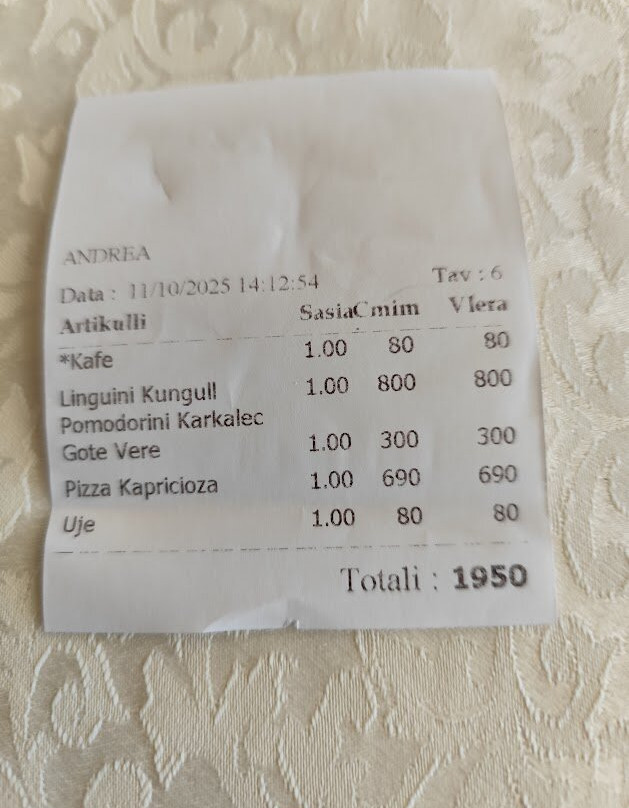 ANDREA
Data : 11/10/2025 14:12:54 Tav : 6
Artikulli SasiaCmim Vlera
*Kafe 1.00 80 80
Linguini Kungull 1.00 800 800
Pomodorini Karkalec
Gote Vere 1.00 300 300
Pizza Kapricioza 1.00 690 690
Uje 1.00 80 80
Totali : 1950